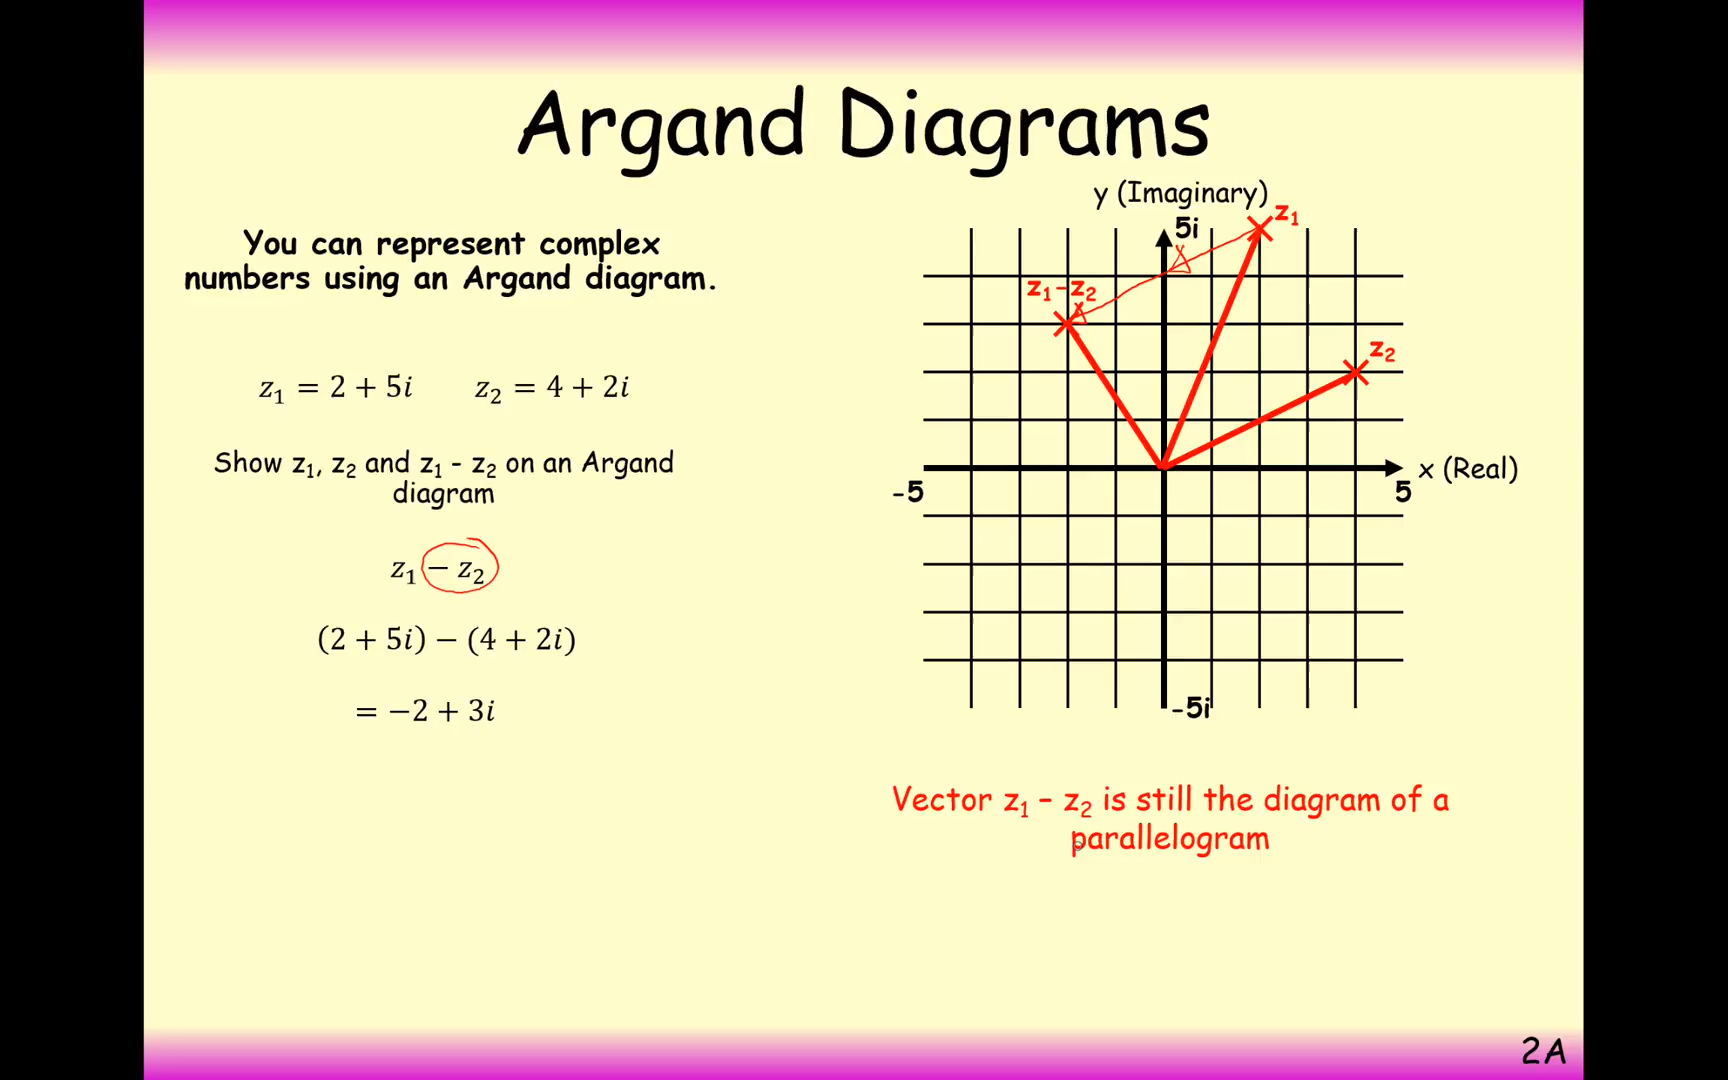 Argand Diagrams
You can represent complex
numbers using an Argand diagram.
z₁ = 2 + 5i z₂ = 4 + 2i
Show z₁, z₂ and z₁ - z₂ on an Argand
diagram
z₁ − z₂
(2 + 5i) − (4 + 2i)
= −2 + 3i
y (Imaginary)
5i
z₁
z₁ – z₂
z₂
x (Real)
-5
5
-5i
Vector z₁ – z₂ is still the diagram of a
parallelogram
2A